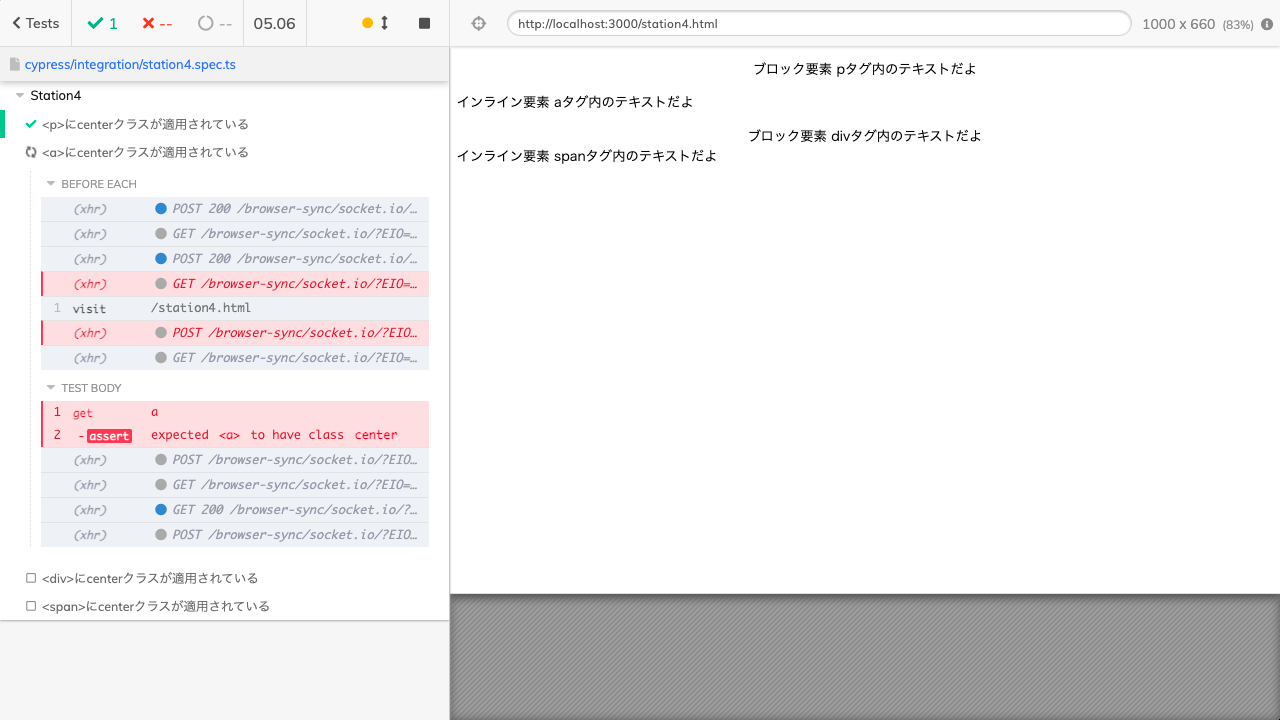 Tests 1 -- -- 05.06
http://localhost:3000/station4.html 1000 x 660 (83%)
cypress/integration/station4.spec.ts
Station4
<p>にcenterクラスが適用されている
<a>にcenterクラスが適用されている
BEFORE EACH
(xhr) POST 200 /browser-sync/socket.io/…
(xhr) GET /browser-sync/socket.io/?EIO=…
(xhr) POST 200 /browser-sync/socket.io/…
(xhr) GET /browser-sync/socket.io/?EIO=…
1 visit /station4.html
(xhr) POST /browser-sync/socket.io/?EIO…
(xhr) GET /browser-sync/socket.io/?EIO=…
TEST BODY
1 get a
2 -assert expected <a> to have class center
(xhr) POST /browser-sync/socket.io/?EIO…
(xhr) GET /browser-sync/socket.io/?EIO=…
(xhr) GET 200 /browser-sync/socket.io/?…
(xhr) POST /browser-sync/socket.io/?EIO…
<div>にcenterクラスが適用されている
<span>にcenterクラスが適用されている
ブロック要素 pタグ内のテキストだよ
インライン要素 aタグ内のテキストだよ
ブロック要素 divタグ内のテキストだよ
インライン要素 spanタグ内のテキストだよ